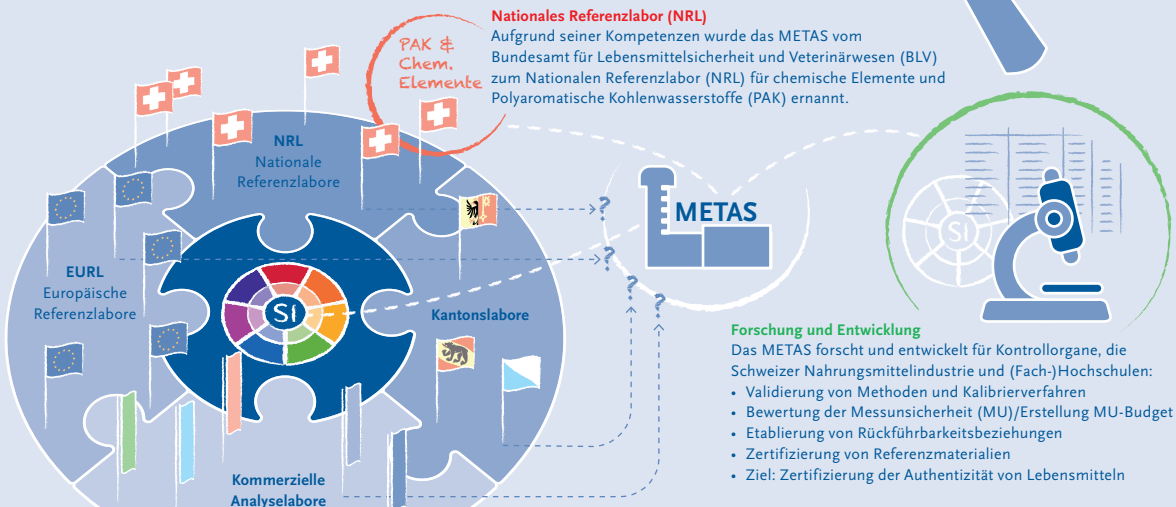 Nationales Referenzlabor (NRL)
Aufgrund seiner Kompetenzen wurde das METAS vom
Bundesamt für Lebensmittelsicherheit und Veterinärwesen (BLV)
zum Nationalen Referenzlabor (NRL) für chemische Elemente und
Polyaromatische Kohlenwasserstoffe (PAK) ernannt.
PAK &
Chem.
Elemente
NRL
Nationale
Referenzlabore
EURL
Europäische
Referenzlabore
SI
Kantonslabore
Kommerzielle
Analyselabore
?
?
?
?
METAS
SI
Forschung und Entwicklung
Das METAS forscht und entwickelt für Kontrollorgane, die
Schweizer Nahrungsmittelindustrie und (Fach-)Hochschulen:
• Validierung von Methoden und Kalibrierverfahren
• Bewertung der Messunsicherheit (MU)/Erstellung MU-Budget
• Etablierung von Rückführbarkeitsbeziehungen
• Zertifizierung von Referenzmaterialien
• Ziel: Zertifizierung der Authentizität von Lebensmitteln